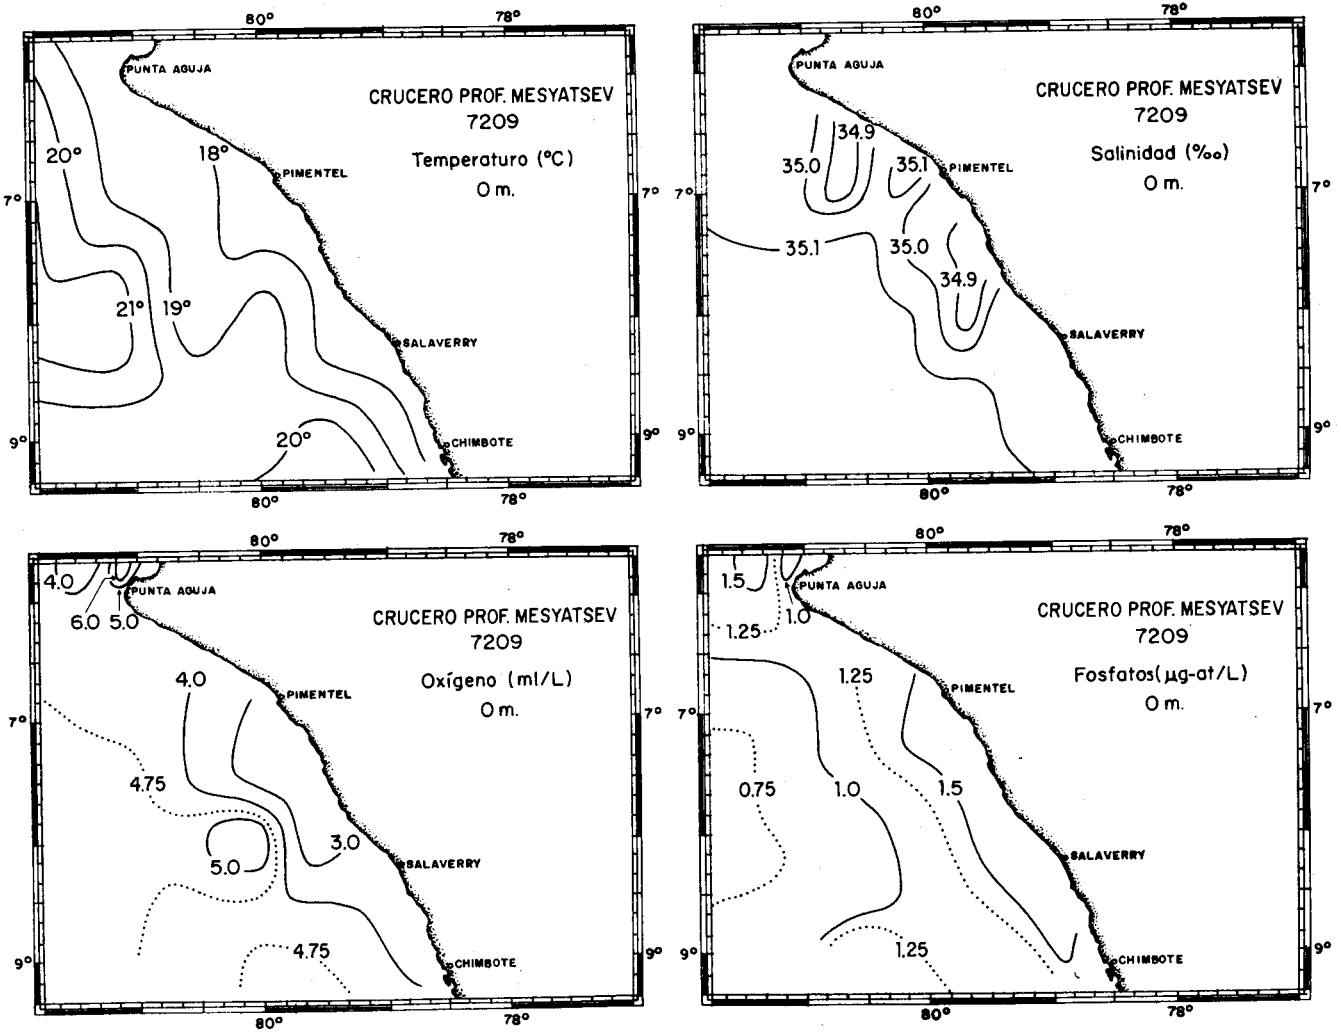 80°
78°
PUNTA AGUJA
CRUCERO PROF. MESYATSEV
7209
Temperaturo (°C)
0 m.
20°
18°
PIMENTEL
7°
21°
19°
SALAVERRY
9°
20°
CHIMBOTE
80°
78°
80°
78°
PUNTA AGUJA
CRUCERO PROF. MESYATSEV
7209
Salinidad (‰)
0 m.
34.9
35.0
35.1
PIMENTEL
7°
7°
7°
35.1
35.0
34.9
SALAVERRY
9°
9°
9°
CHIMBOTE
80°
78°
80°
78°
4.0
PUNTA AGUJA
6.0
5.0
CRUCERO PROF. MESYATSEV
7209
Oxígeno (ml/L)
0 m.
4.0
PIMENTEL
7°
4.75
3.0
5.0
SALAVERRY
4.75
9°
CHIMBOTE
80°
78°
80°
78°
1.5
PUNTA AGUJA
1.0
1.25
CRUCERO PROF. MESYATSEV
7209
Fosfatos(µg-at/L)
0 m.
1.25
PIMENTEL
7°
7°
7°
0.75
1.0
1.5
SALAVERRY
1.25
9°
9°
9°
CHIMBOTE
80°
78°